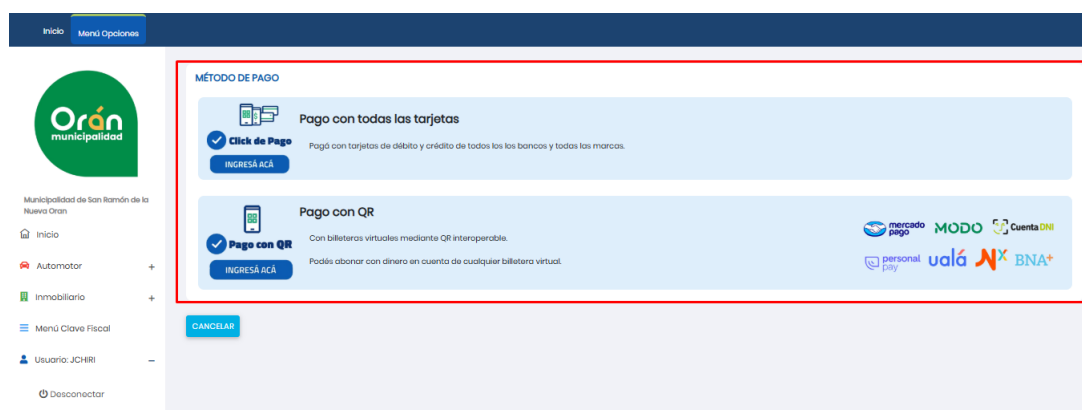 Inicio
Menú Opciones
Orán
municipalidad
Municipalidad de San Ramón de la
Nueva Oran
Inicio
Automotor +
Inmobiliario +
Menú Clave Fiscal
Usuario: JCHIRI –
Desconectar
MÉTODO DE PAGO
Click de Pago
INGRESÁ ACÁ
Pago con todas las tarjetas
Pagá con tarjetas de débito y crédito de todos los los bancos y todas las marcas.
Pago con QR
INGRESÁ ACÁ
Pago con QR
Con billeteras virtuales mediante QR interoperable.
Podés abonar con dinero en cuenta de cualquier billetera virtual.
mercado
pago
MODO
Cuenta DNI
personal
pay
ualá
NX
BNA+
CANCELAR